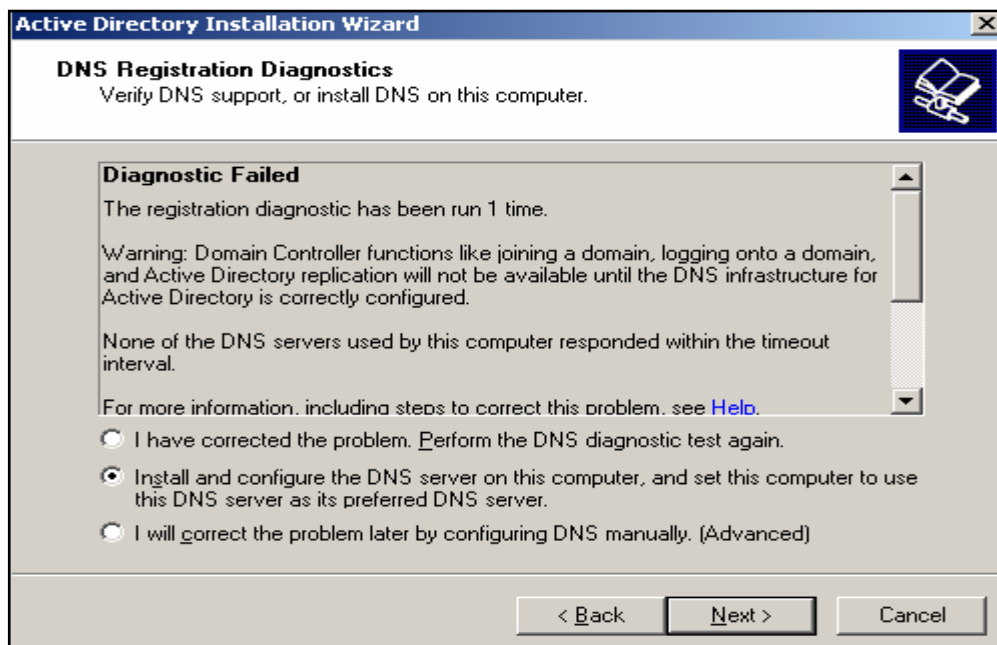 Active Directory Installation Wizard
DNS Registration Diagnostics
Verify DNS support, or install DNS on this computer.
Diagnostic Failed
The registration diagnostic has been run 1 time.
Warning: Domain Controller functions like joining a domain, logging onto a domain,
and Active Directory replication will not be available until the DNS infrastructure for
Active Directory is correctly configured.
None of the DNS servers used by this computer responded within the timeout
interval.
For more information, including steps to correct this problem, see Help.
I have corrected the problem. Perform the DNS diagnostic test again.
Install and configure the DNS server on this computer, and set this computer to use
this DNS server as its preferred DNS server.
I will correct the problem later by configuring DNS manually. (Advanced)
< Back
Next >
Cancel